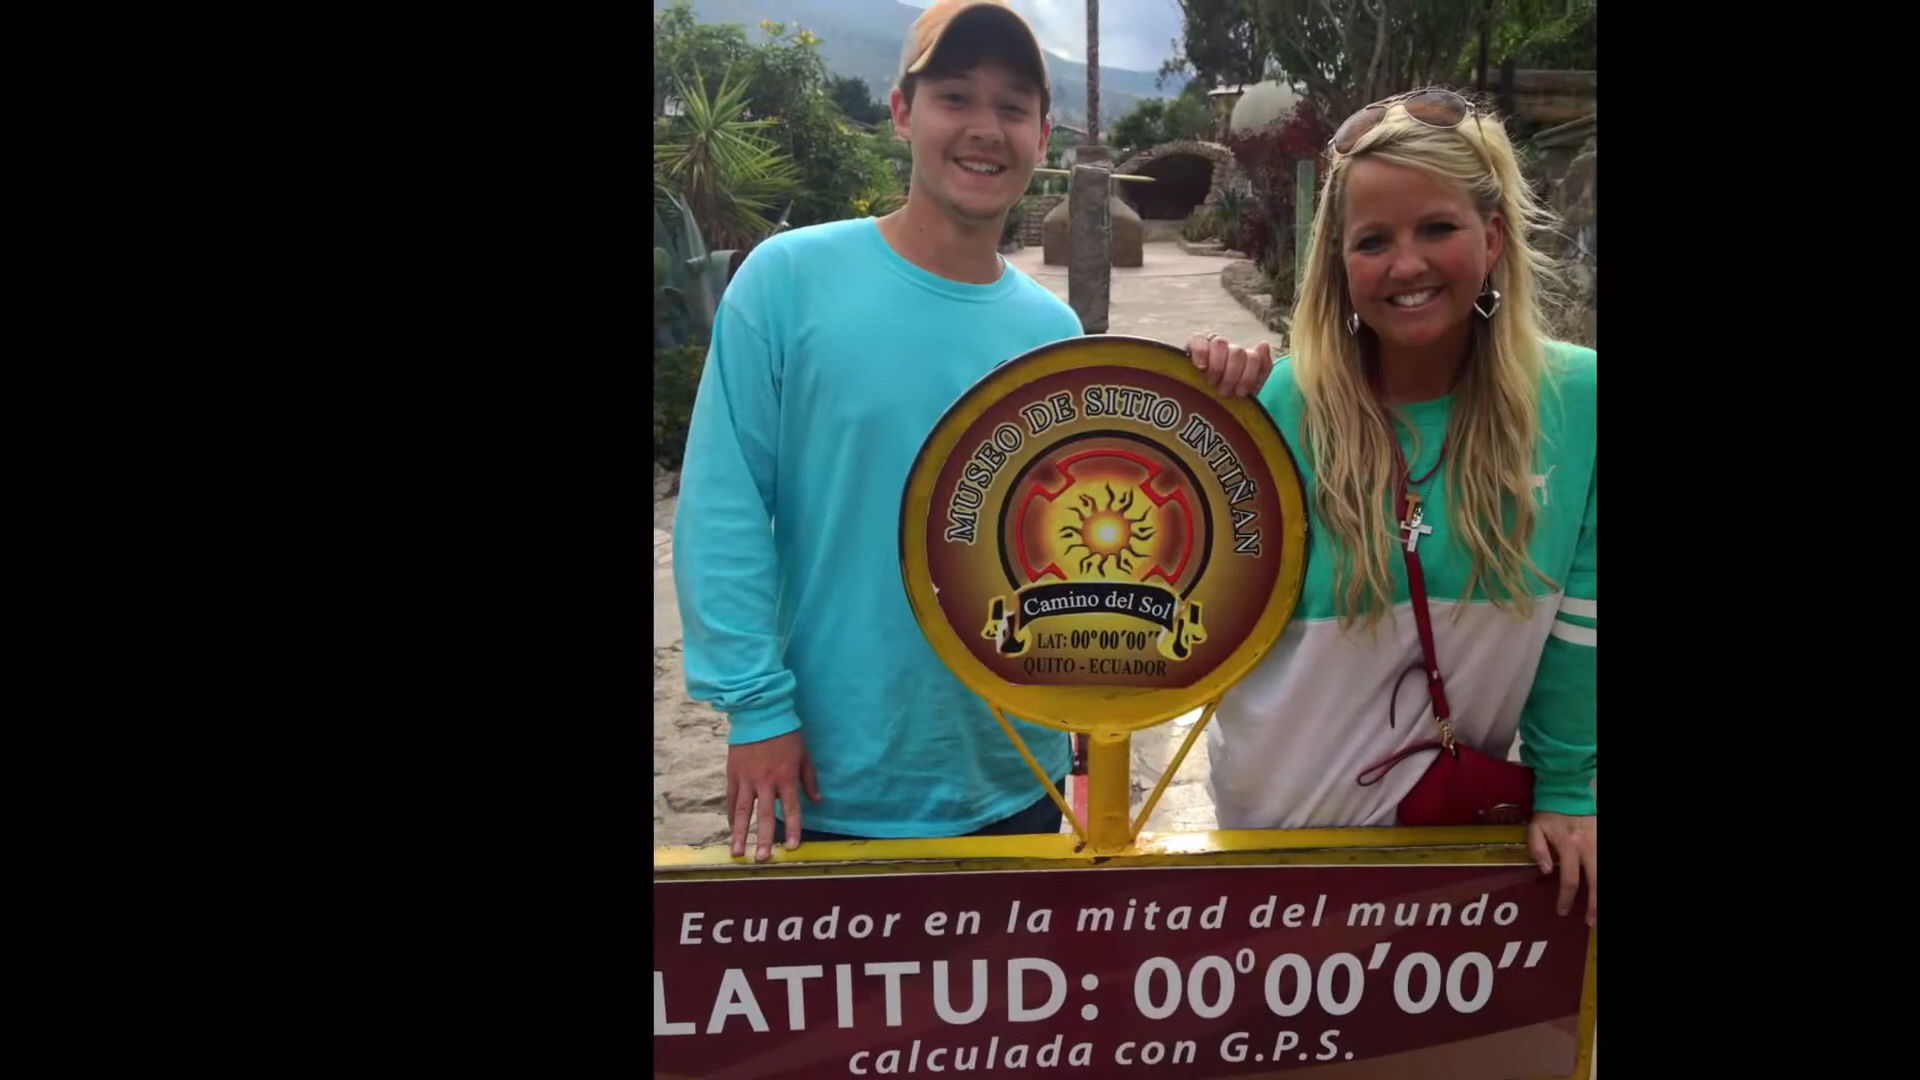 MUSEO DE SITIO INTIÑAN
Camino del Sol
LAT: 00°00'00"
QUITO - ECUADOR
Ecuador en la mitad del mundo
LATITUD: 00°00'00"
calculada con G.P.S.